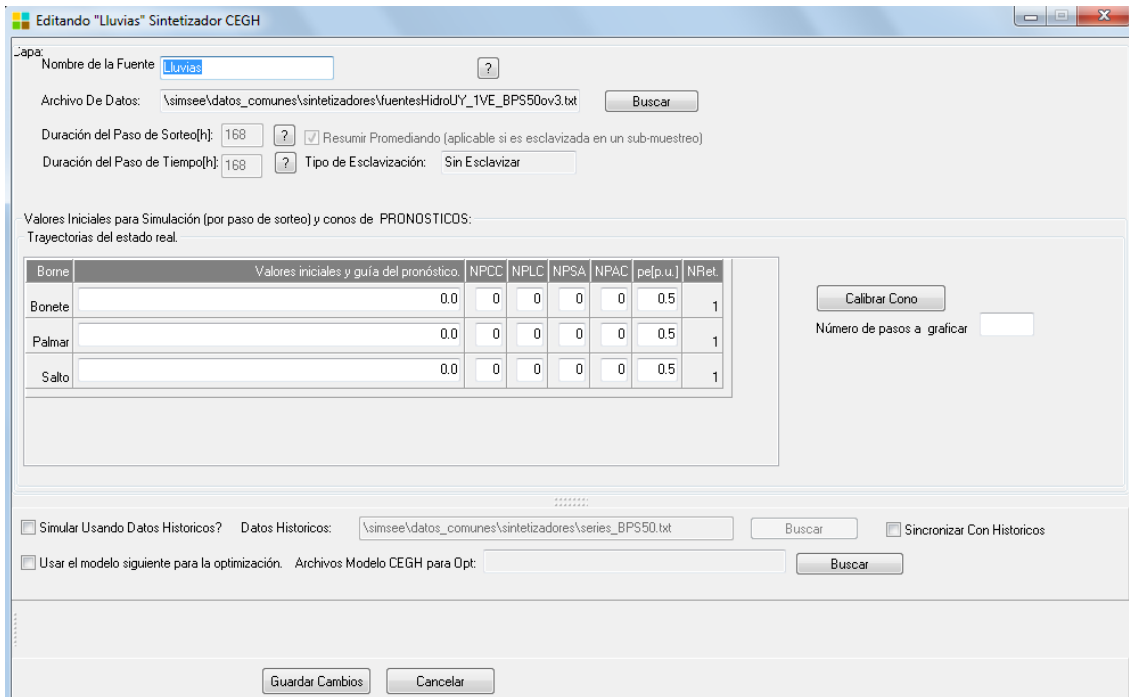 Editando "Lluvias" Sintetizador CEGH
Capa:
Nombre de la Fuente Lluvias ?
Archivo De Datos: \simsee\datos_comunes\sintetizadores\fuentesHidroUY_1VE_BPS50ov3.txt Buscar
Duración del Paso de Sorteo[h]: 168 ? Resumir Promediando (aplicable si es esclavizada en un sub-muestreo)
Duración del Paso de Tiempo[h]: 168 ? Tipo de Esclavización: Sin Esclavizar
Valores Iniciales para Simulación (por paso de sorteo) y conos de PRONOSTICOS:
Trayectorias del estado real.
Borne Valores iniciales y guía del pronóstico. NPCC NPLC NPSA NPAC pe[p.u.] NRet.
Bonete 0.0 0 0 0 0 0.5 1
Palmar 0.0 0 0 0 0 0.5 1
Salto 0.0 0 0 0 0 0.5 1
Calibrar Cono
Número de pasos a graficar
Simular Usando Datos Historicos? Datos Historicos: \simsee\datos_comunes\sintetizadores\series_BPS50.txt Buscar Sincronizar Con Historicos
Usar el modelo siguiente para la optimización. Archivos Modelo CEGH para Opt: Buscar
Guardar Cambios Cancelar